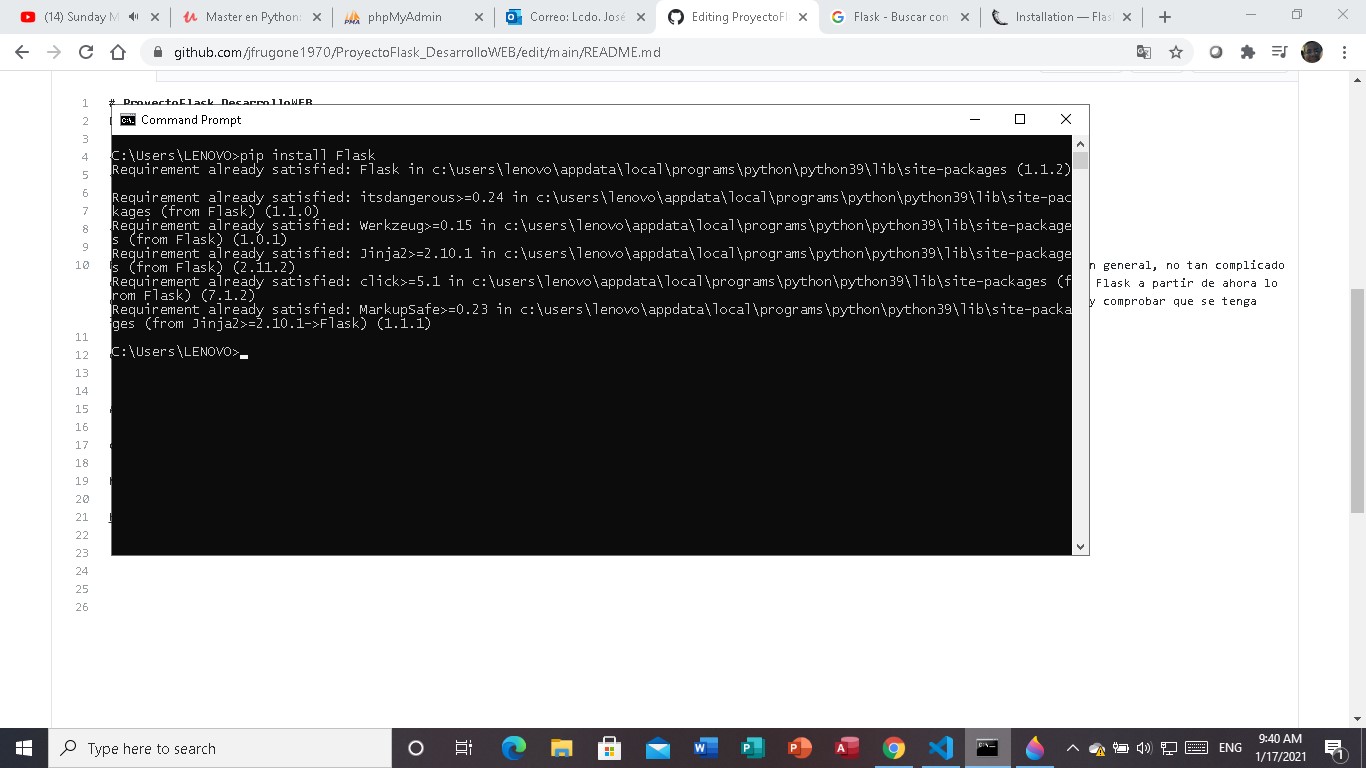 (14) Sunday M
Master en Python:
phpMyAdmin
Correo: Lcdo. José
Editing ProyectoFl
Flask - Buscar con
Installation — Flas
github.com/jfrugone1970/ProyectoFlask_DesarrolloWEB/edit/main/README.md
1 # ProyectoFlask_DesarrolloWEB
2
3
4
5
6
7
8
9
10
n general, no tan complicado
Flask a partir de ahora lo
y comprobar que se tenga
11
12
13
14
15
16
17
18
19
20
21
22
23
24
25
26
Command Prompt
C:\Users\LENOVO>pip install Flask
Requirement already satisfied: Flask in c:\users\lenovo\appdata\local\programs\python\python39\lib\site-packages (1.1.2)
Requirement already satisfied: itsdangerous>=0.24 in c:\users\lenovo\appdata\local\programs\python\python39\lib\site-pac
kages (from Flask) (1.1.0)
Requirement already satisfied: Werkzeug>=0.15 in c:\users\lenovo\appdata\local\programs\python\python39\lib\site-package
s (from Flask) (1.0.1)
Requirement already satisfied: Jinja2>=2.10.1 in c:\users\lenovo\appdata\local\programs\python\python39\lib\site-package
s (from Flask) (2.11.2)
Requirement already satisfied: click>=5.1 in c:\users\lenovo\appdata\local\programs\python\python39\lib\site-packages (f
rom Flask) (7.1.2)
Requirement already satisfied: MarkupSafe>=0.23 in c:\users\lenovo\appdata\local\programs\python\python39\lib\site-packa
ges (from Jinja2>=2.10.1->Flask) (1.1.1)
C:\Users\LENOVO>
Type here to search
ENG
9:40 AM
1/17/2021
1